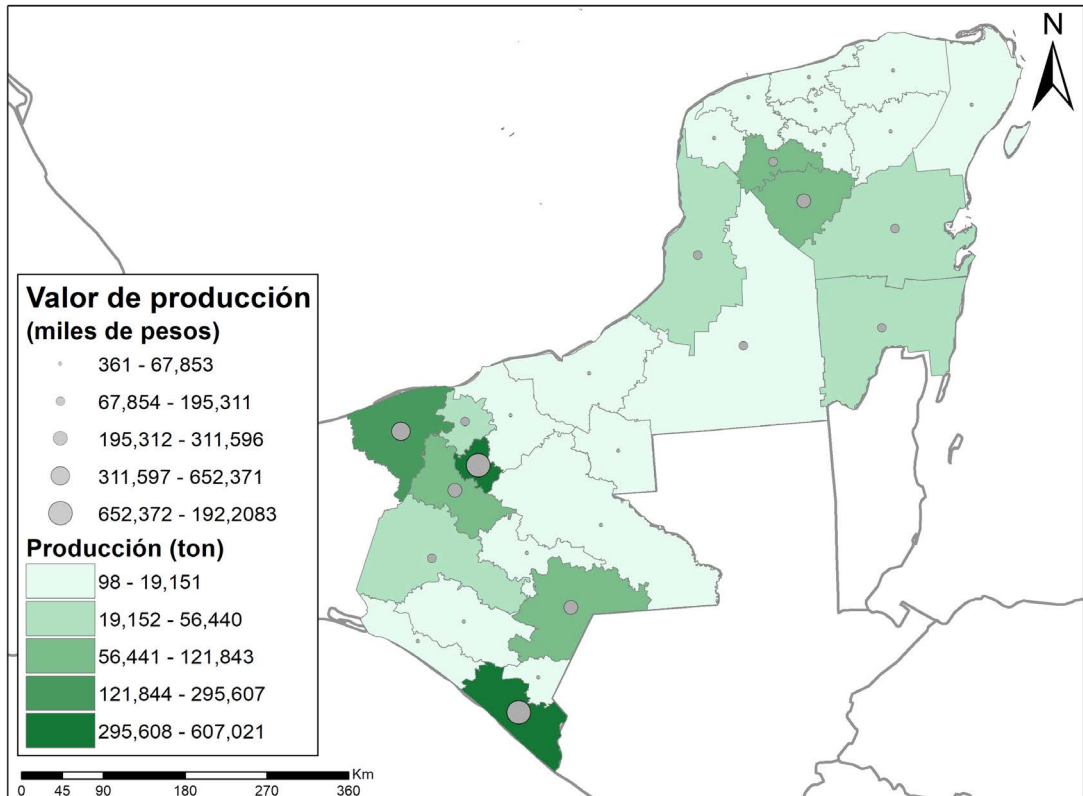 N
Valor de producción
(miles de pesos)
361 - 67,853
67,854 - 195,311
195,312 - 311,596
311,597 - 652,371
652,372 - 192,2083
Producción (ton)
98 - 19,151
19,152 - 56,440
56,441 - 121,843
121,844 - 295,607
295,608 - 607,021
Km
0 45 90 180 270 360